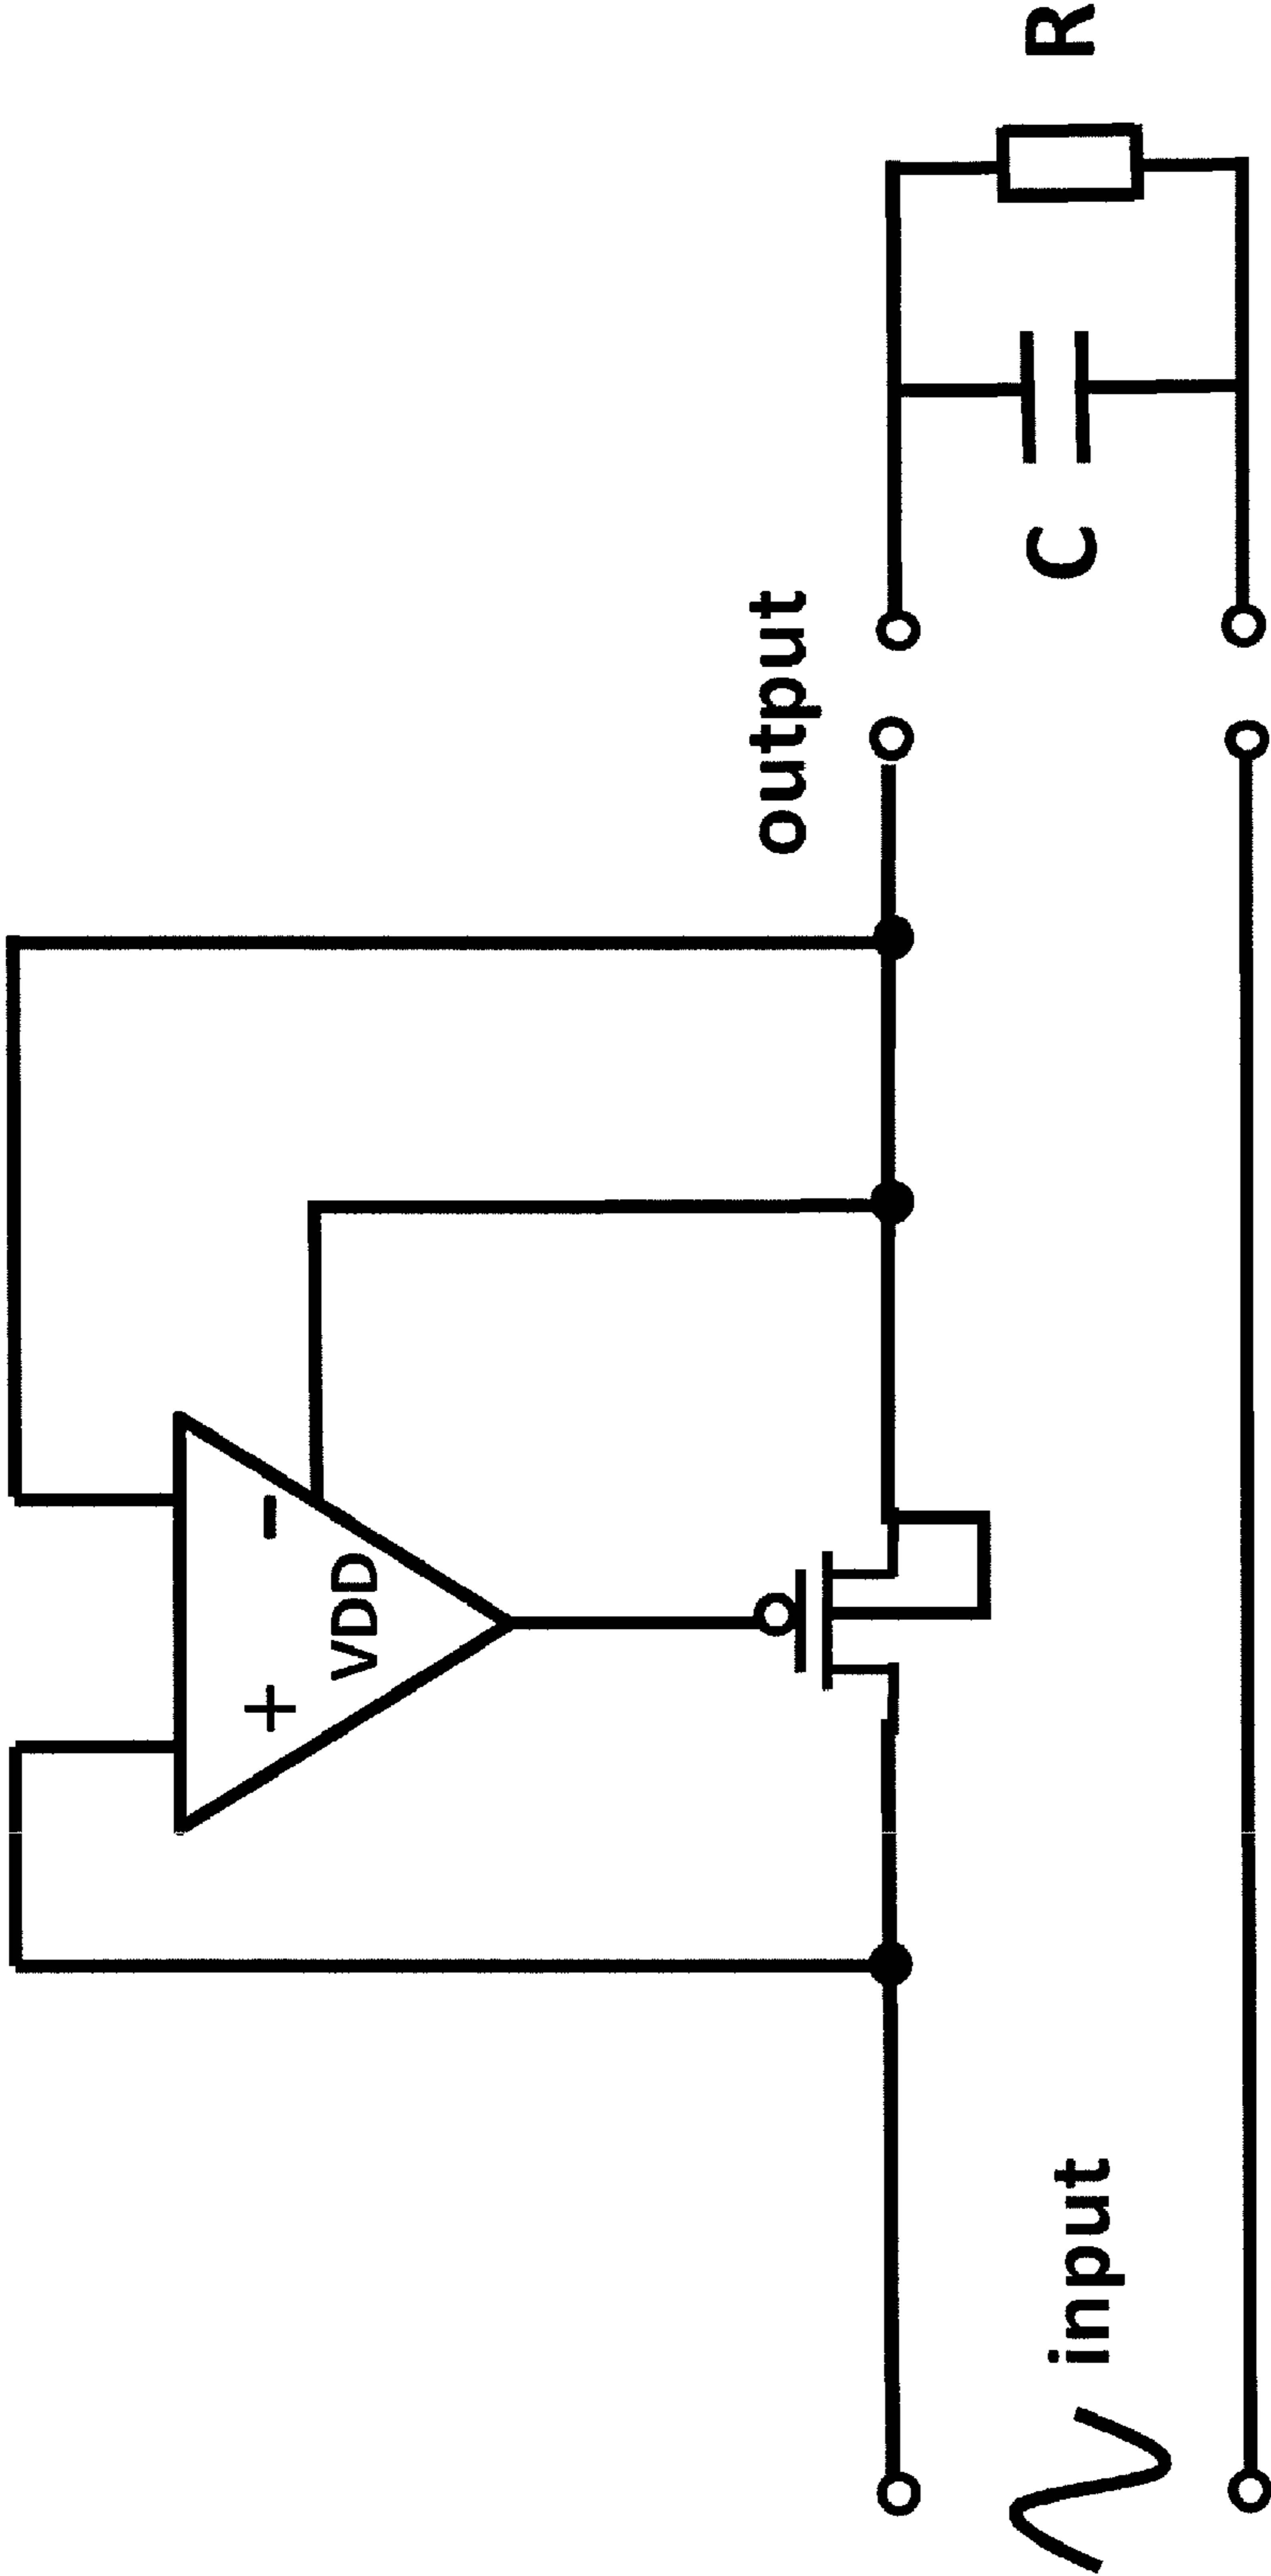 + -
VDD
output
input
C
R